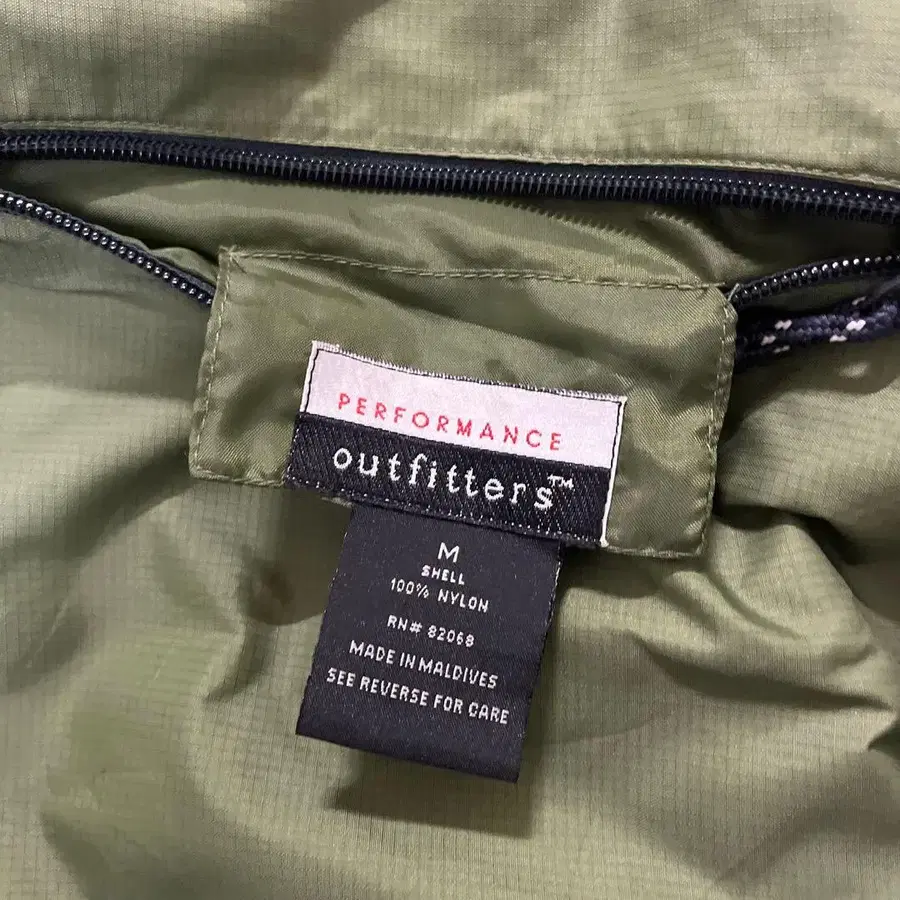 PERFORMANCE
outfitters™
M
SHELL
100% NYLON
RN# 82068
MADE IN MALDIVES
SEE REVERSE FOR CARE